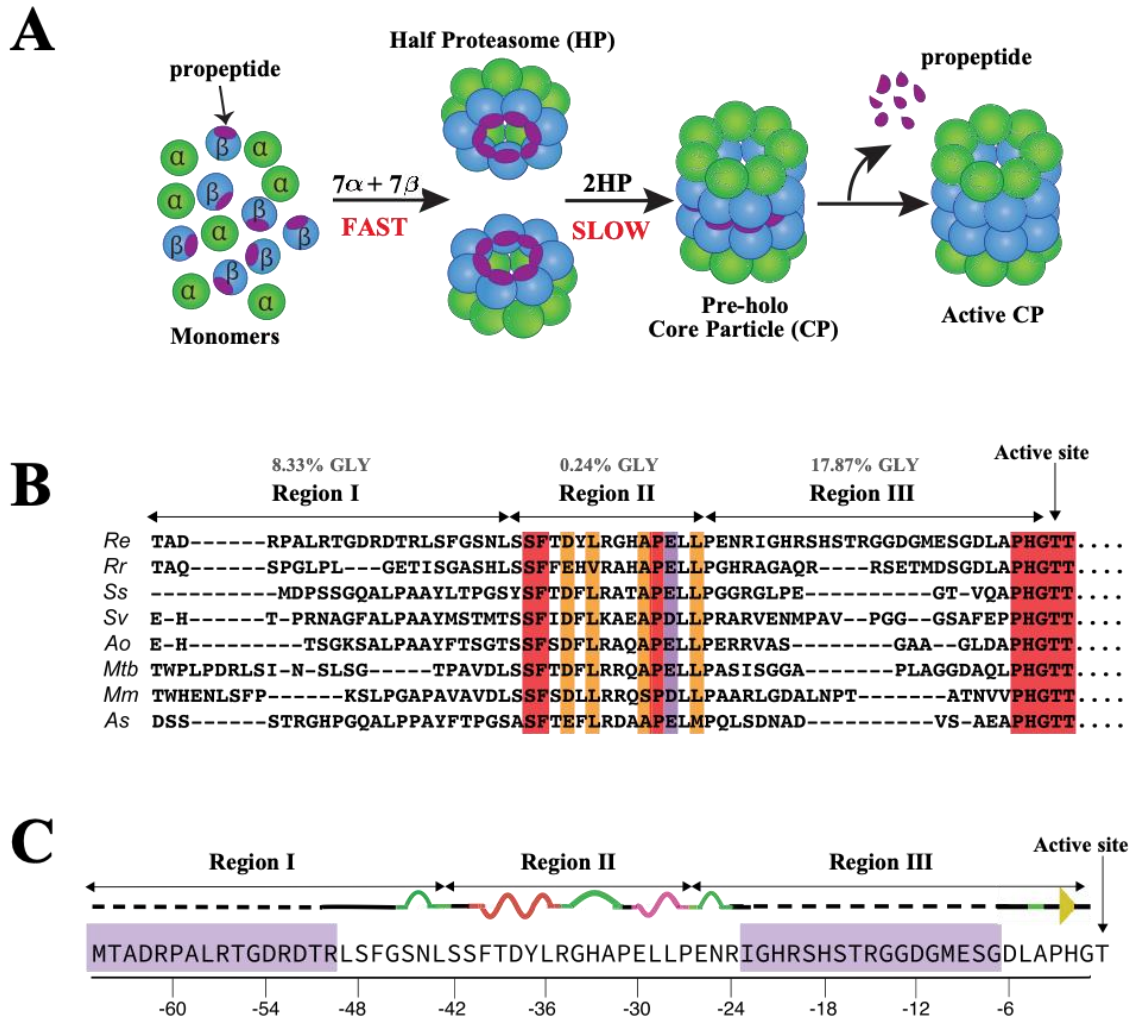 A
Half Proteasome (HP)
propeptide
propeptide
α α β β α α β α β β β β α α
7α + 7β
FAST
2HP
SLOW
Monomers
Pre-holo
Core Particle (CP)
Active CP
B
8.33% GLY 0.24% GLY 17.87% GLY
Region I Region II Region III
Active site
Re TAD------RPALRTGDRDTRLSFGSNLSSFTDYLRGHAPELLPENRIGHRSHSTRGGDGMESGDLAPHGTT....
Rr TAQ------SPGLPL---GETISGASHLSSFFEHVRAHAPELLPGHRAGAQR----RSETMDSGDLAPHGTT....
Ss ----------MDPSSGQALPAAYLTPGSYSFTDFLRATAPELLPGGRGLPE----------GT-VQAPHGTT....
Sv E-H------T-PRNAGFALPAAYMSTMTSSFIDFLKAEAPDLLPRARVENMPAV--PGG--GSAFEPPHGTT....
Ao E-H----------TSGKSALPAAYFTSGTSSFSDFLRAQAPELLPERRVAS------GAA--GLDAPHGTT....
Mtb TWPLPDRLSI-N-SLSG-----TPAVDLSSFTDFLRRQAPELLPASISGGA-----PLAGGDAQLPHGTT....
Mm TWHENLSFP------KSLPGAPAVAVDLSSFSDLLRRQSPDLLPAARLGDALNPT------ATNVVPHGTT....
As DSS------STRGHPGQALPPAYFTPGSASFTEFLRDAAPELMPQLSDNAD----------VS-AEAPHGTT....
C
Region I Region II Region III
Active site
MTADRPALRTGDRDTRLSFGSNLSSFTDYLRGHAPELLPENRIGHRSHSTRGGDGMESGDLAPHGT
-60 -54 -48 -42 -36 -30 -24 -18 -12 -6